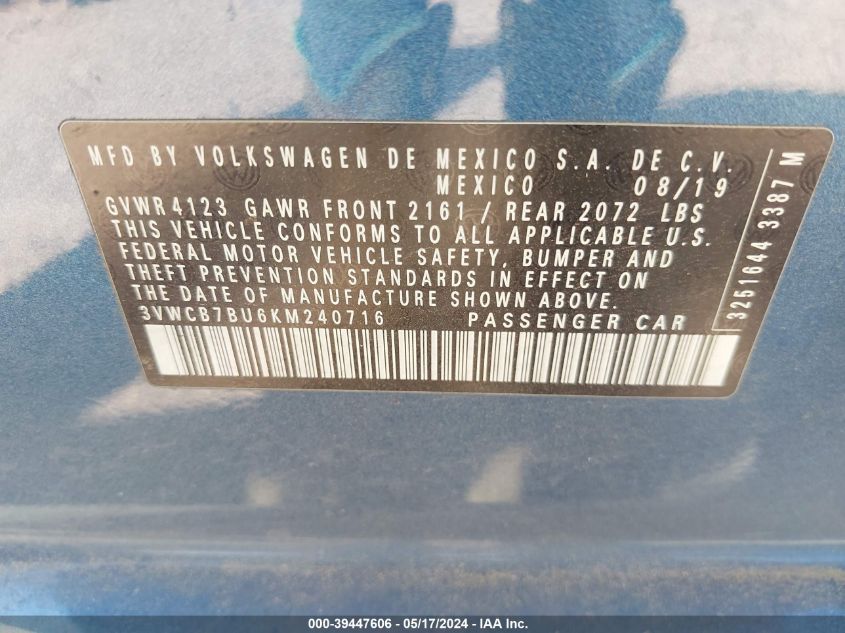 MFD BY VOLKSWAGEN DE MEXICO S.A. DE C.V.
MEXICO 08/19
GVWR 4123 GAWR FRONT 2161 / REAR 2072 LBS
THIS VEHICLE CONFORMS TO ALL APPLICABLE U.S.
FEDERAL MOTOR VEHICLE SAFETY, BUMPER AND
THEFT PREVENTION STANDARDS IN EFFECT ON
THE DATE OF MANUFACTURE SHOWN ABOVE.
3VWCB7BU6KM240716 PASSENGER CAR
3251644 3387 M
000-39447606 - 05/17/2024 - IAA Inc.